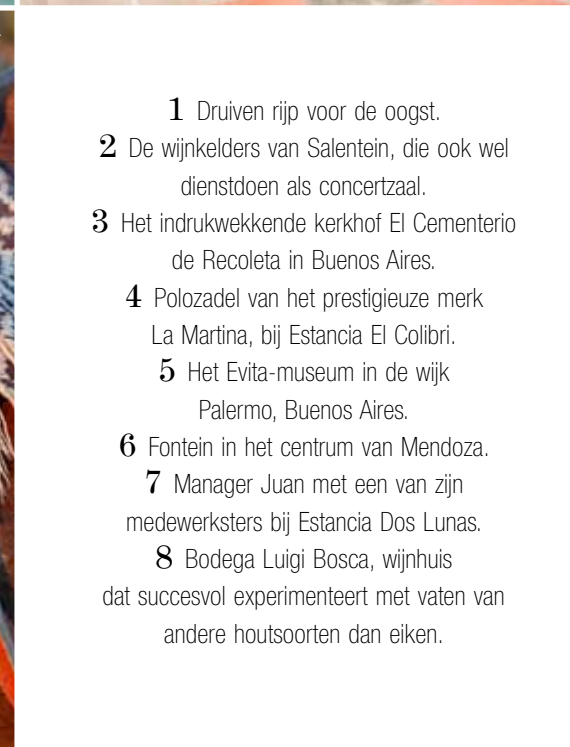 1 Druiven rijp voor de oogst.
2 De wijnkelders van Salentein, die ook wel
dienstdoen als concertzaal.
3 Het indrukwekkende kerkhof El Cementerio
de Recoleta in Buenos Aires.
4 Polozadel van het prestigieuze merk
La Martina, bij Estancia El Colibri.
5 Het Evita-museum in de wijk
Palermo, Buenos Aires.
6 Fontein in het centrum van Mendoza.
7 Manager Juan met een van zijn
medewerksters bij Estancia Dos Lunas.
8 Bodega Luigi Bosca, wijnhuis
dat succesvol experimenteert met vaten van
andere houtsoorten dan eiken.